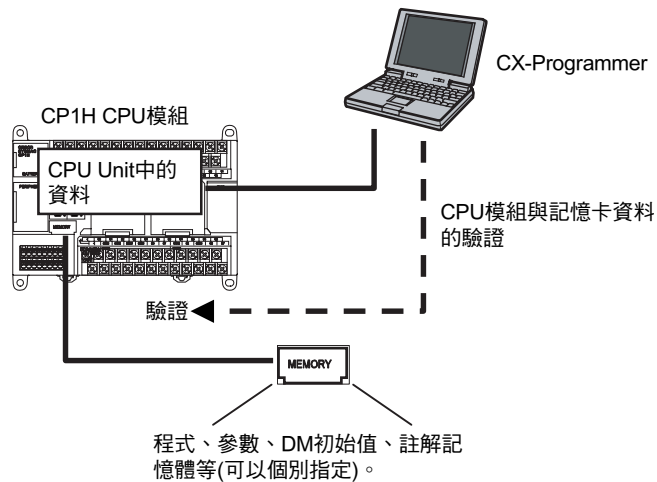 CX-Programmer
CP1H CPU模組
CPU Unit中的
資料
MEMORY
CPU模組與記憶卡資料
的驗證
驗證
MEMORY
程式、參數、DM初始值、註解記
憶體等(可以個別指定)。